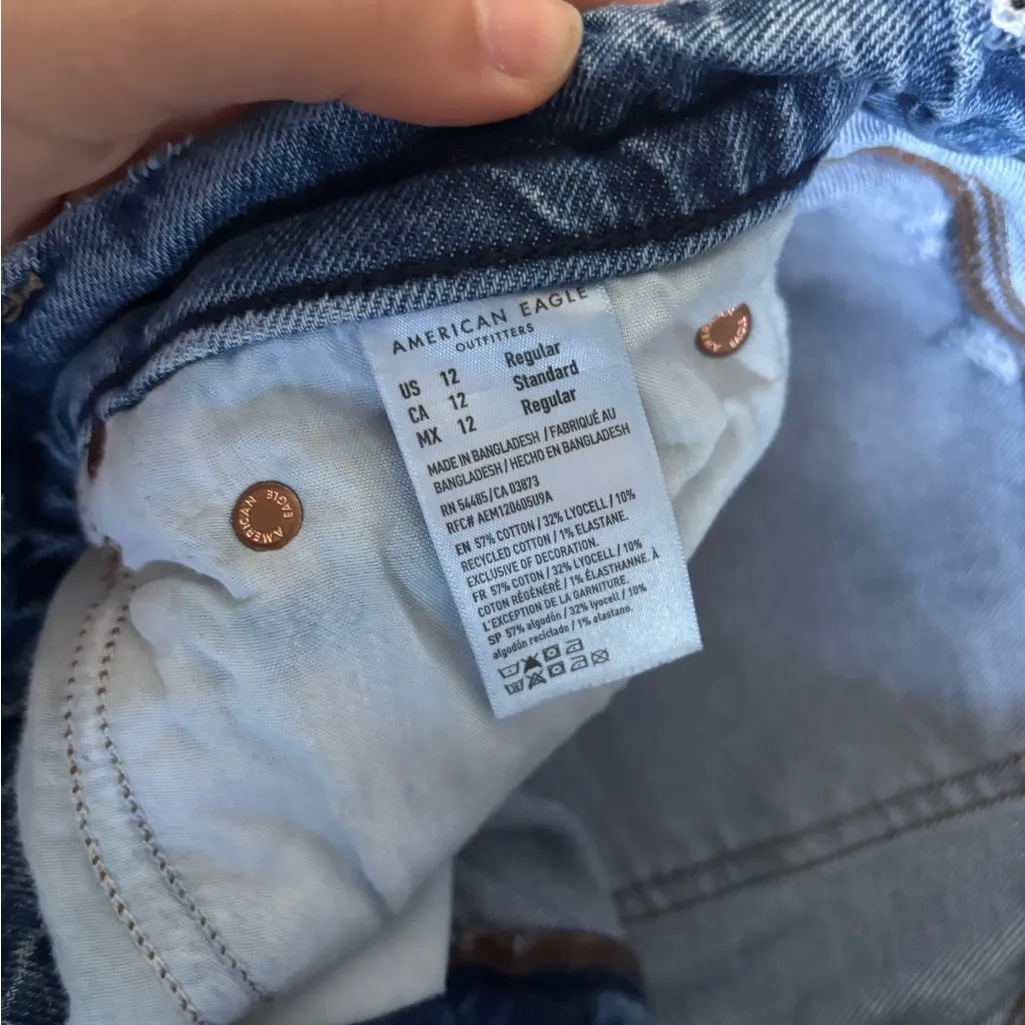 AMERICAN EAGLE
OUTFITTERS
US 12 Regular
CA 12 Standard
MX 12 Regular
MADE IN BANGLADESH / FABRIQUÉ AU
BANGLADESH / HECHO EN BANGLADESH
RN 54485 / CA 03873
RFC# AEM120605U9A
EN 57% COTTON / 32% LYOCELL / 10%
RECYCLED COTTON / 1% ELASTANE.
EXCLUSIVE OF DECORATION.
FR 57% COTON / 32% LYOCELL / 10%
COTON RÉGÉNÉRÉ / 1% ÉLASTHANNE. À
L'EXCEPTION DE LA GARNITURE.
SP 57% algodón / 32% lyocell / 10%
algodón reciclado / 1% elastano.
AMERICAN EAGLE
AMERICAN EAGLE